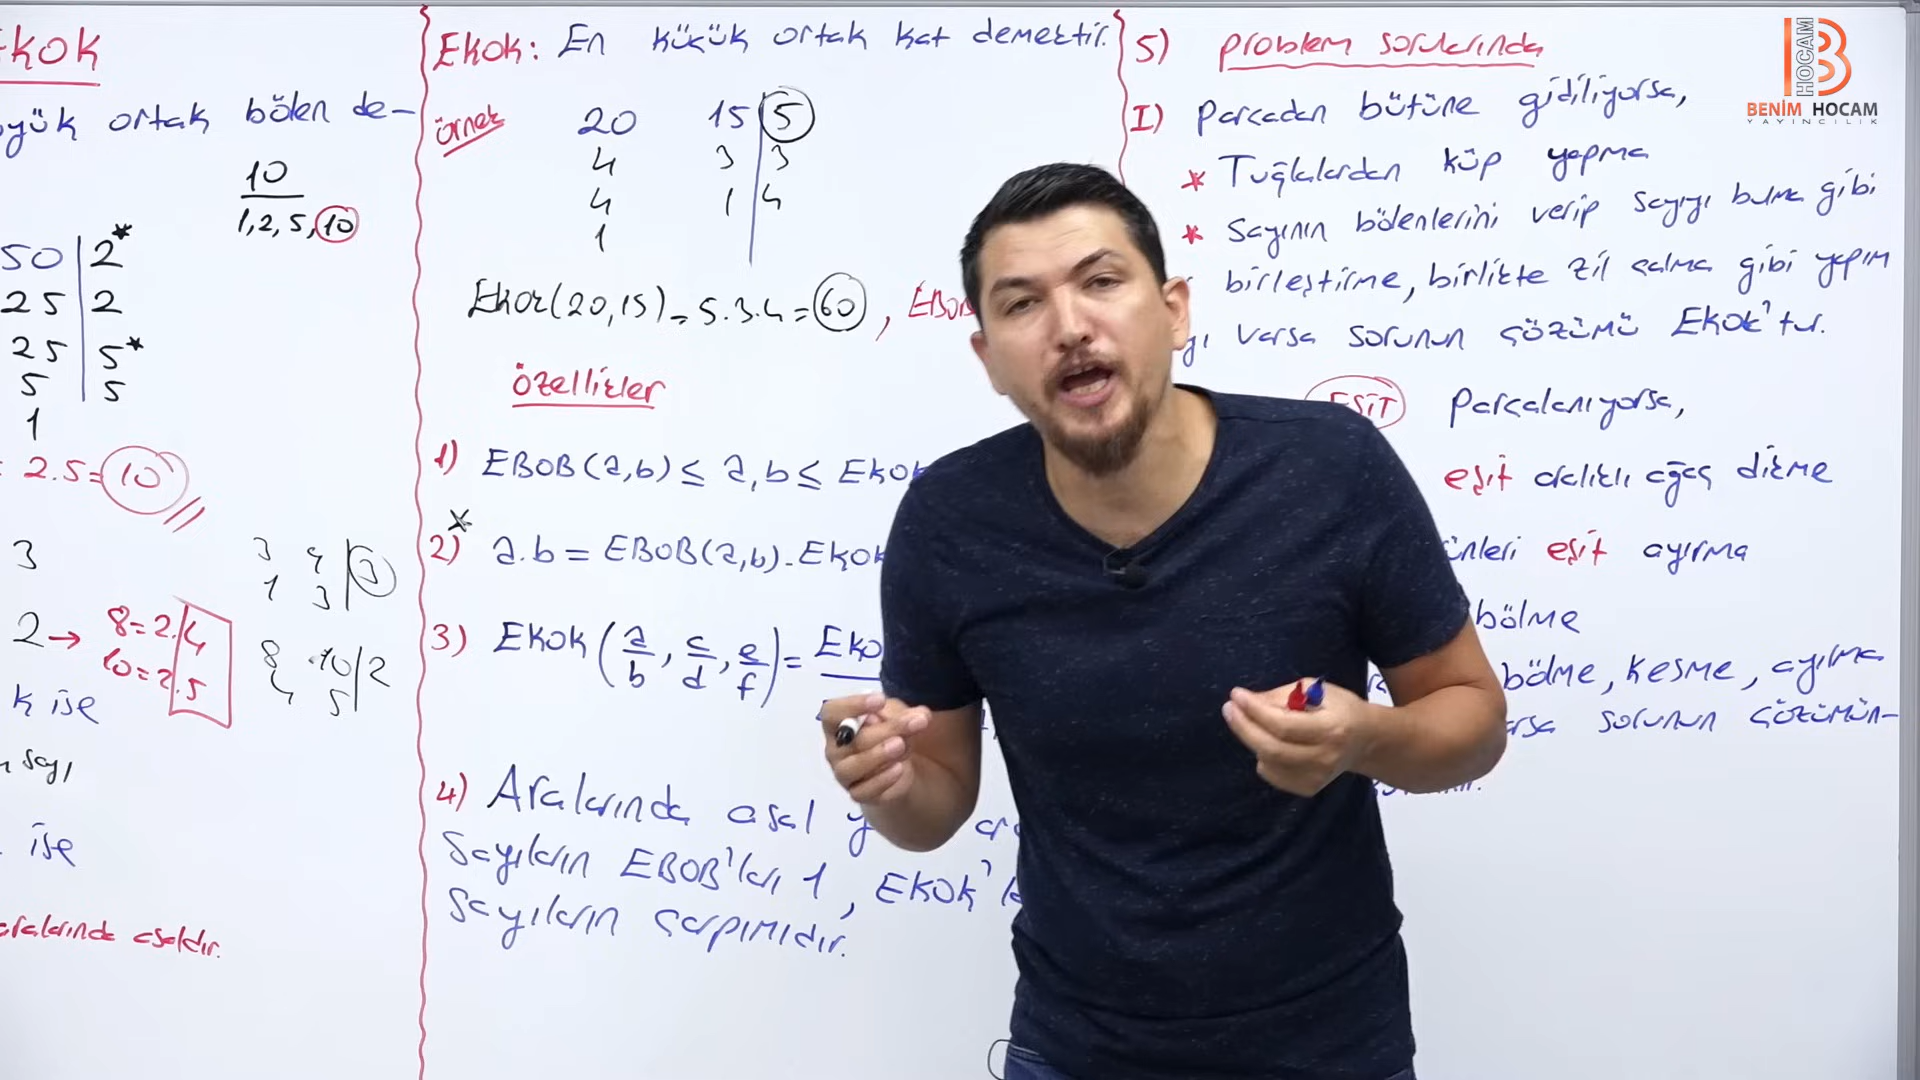 EKOK
büyük ortak bölen de-
10
1, 2, 5, 10
50 | 2*
25 | 2
25 | 5*
5 | 5
1
2.5=10
3
3 4 | 3
1 3
2→ 8=2.4
10=2.5
8 10 | 2
4 5
k ise
sayı
ise
aralarında asaldır.
Ekok: En küçük ortak kat demektir.
örnek
20 15 | 5
4 3 | 3
4 1 | 4
1
Ekok(20,15)=5.3.4=60, EBOB
özellikler
1) EBOB(a,b) ≤ a,b ≤ EKOK
*
2) a.b = EBOB(a,b).EKOK
3) EKOK (a/b, c/d, e/f) = EKO
4) Aralarında asal
Sayıların EBOB'ları 1, EKOK'l
Sayıların çarpımıdır.
5) problem sorularında
I) Parçadan bütüne gidiliyorsa,
* Tuğlalardan küp yapma
* Sayının bölenlerini verip sayıyı bulma gibi
birleştirme, birlikte zil çalma gibi yapım
varsa sorunun çözümü EKOK'tur.
EŞİT Parçalanıyorsa,
eşit aralıklı ağaç dikme
eşit ayırma
bölme
bölme, kesme, ayırma
sorunun çözümün-
B
HOCAM
BENİM HOCAM
YAYINCILIK